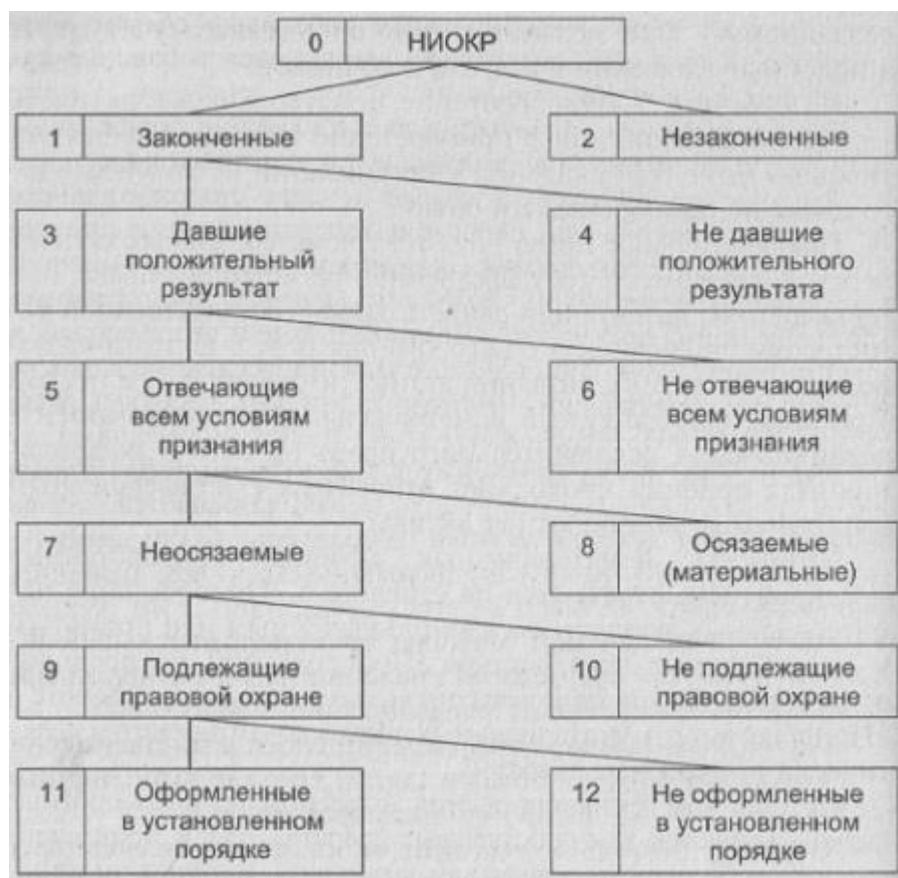 0 НИОКР
1 Законченные
2 Незаконченные
3 Давшие
положительный
результат
4 Не давшие
положительного
результата
5 Отвечающие
всем условиям
признания
6 Не отвечающие
всем условиям
признания
7 Неосязаемые
8 Осязаемые
(материальные)
9 Подлежащие
правовой охране
10 Не подлежащие
правовой охране
11 Оформленные
в установленном
порядке
12 Не оформленные
в установленном
порядке